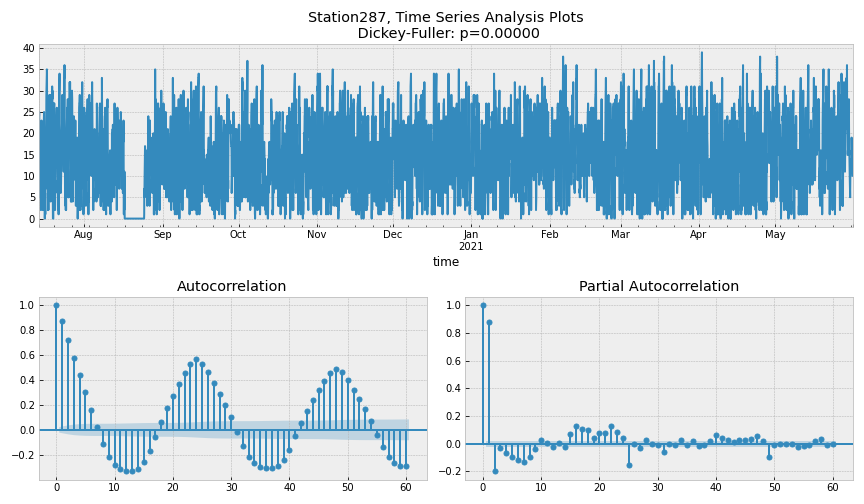 Station287, Time Series Analysis Plots
Dickey-Fuller: p=0.00000
40
35
30
25
20
15
10
5
0
Aug Sep Oct Nov Dec Jan Feb Mar Apr May
2021
time
Autocorrelation Partial Autocorrelation
1.0 1.0
0.8 0.8
0.6 0.6
0.4 0.4
0.2 0.2
0.0 0.0
−0.2 −0.2
0 10 20 30 40 50 60 0 10 20 30 40 50 60